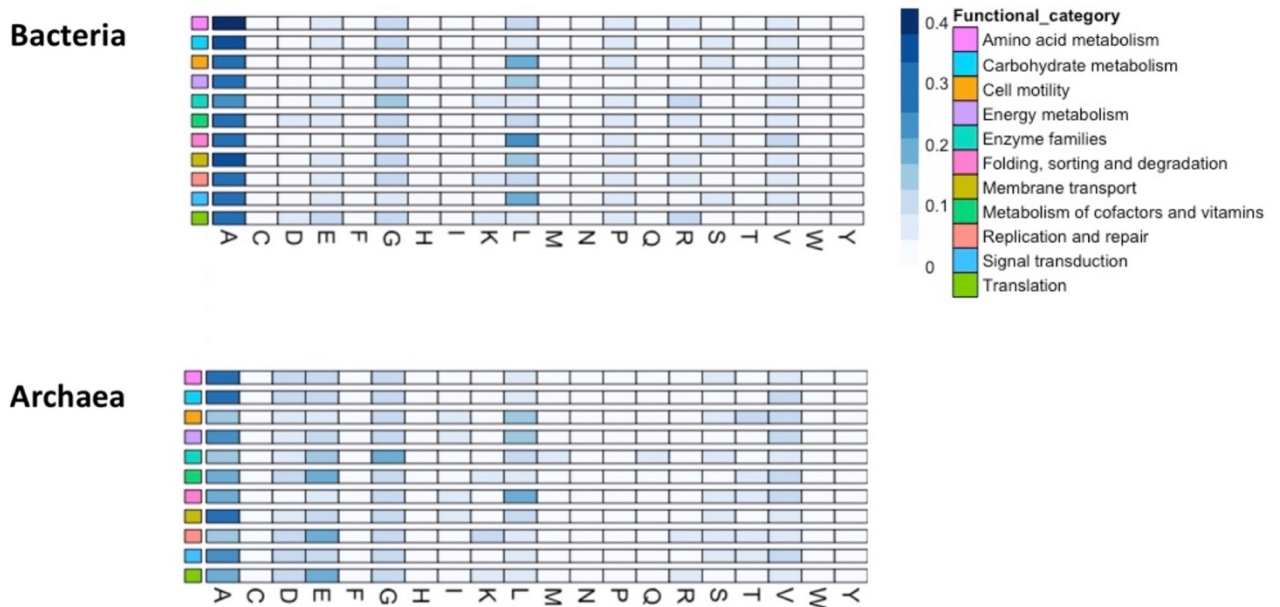 Bacteria
A C D E F G H I K L M N P Q R S T V W Y
0.4
0.3
0.2
0.1
0
Functional_category
Amino acid metabolism
Carbohydrate metabolism
Cell motility
Energy metabolism
Enzyme families
Folding, sorting and degradation
Membrane transport
Metabolism of cofactors and vitamins
Replication and repair
Signal transduction
Translation
Archaea
A C D E F G H I K L M N P Q R S T V W Y